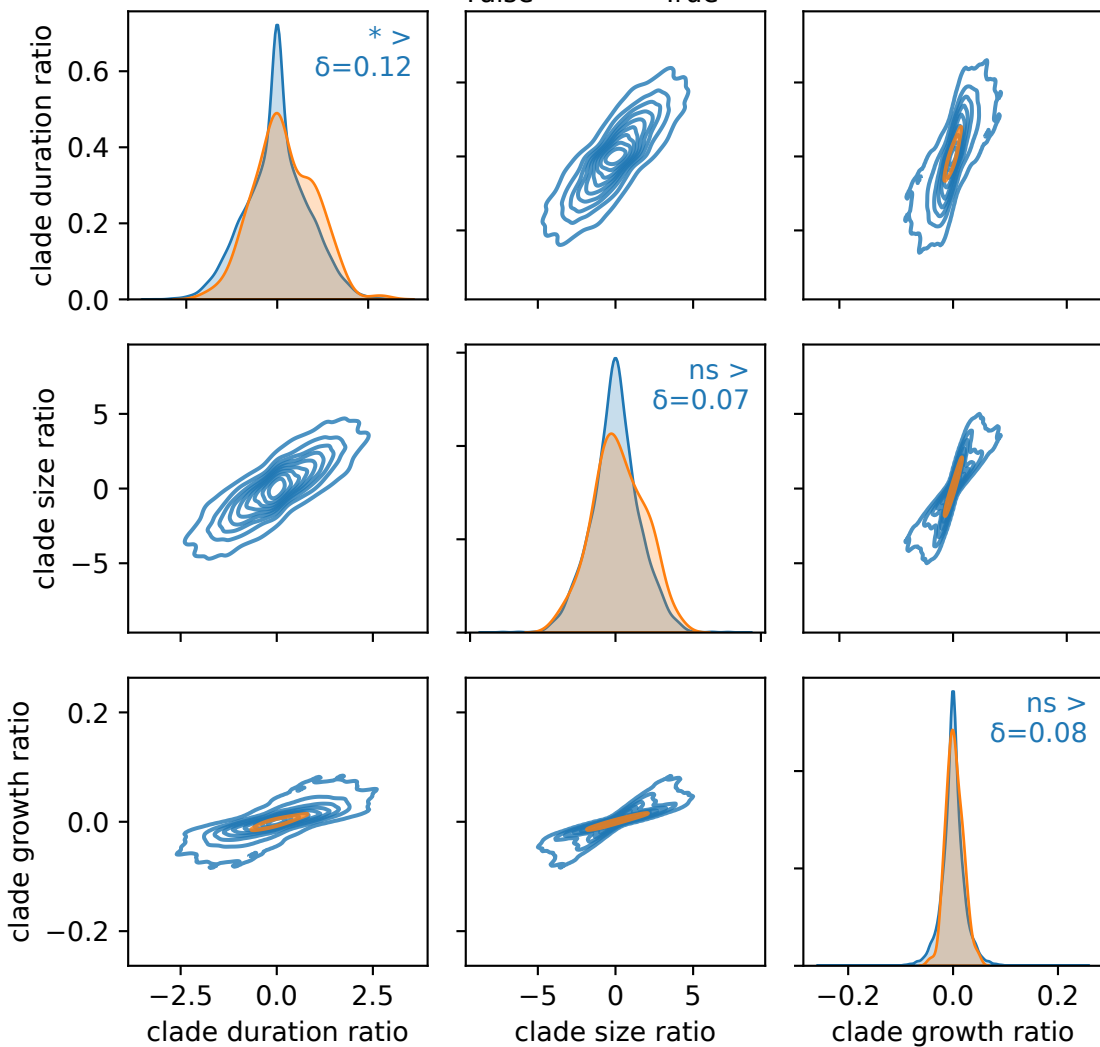 clade duration ratio
0.6
0.4
0.2
0.0
* >
δ=0.12
clade size ratio
5
0
−5
ns >
δ=0.07
clade growth ratio
0.2
0.0
−0.2
ns >
δ=0.08
−2.5 0.0 2.5
−5 0 5
−0.2 0.0 0.2
clade duration ratio
clade size ratio
clade growth ratio